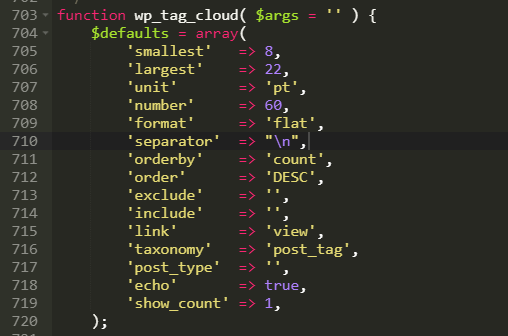 703 function wp_tag_cloud( $args = '' ) {
704 $defaults = array(
705 'smallest' => 8,
706 'largest' => 22,
707 'unit' => 'pt',
708 'number' => 60,
709 'format' => 'flat',
710 'separator' => "\n",
711 'orderby' => 'count',
712 'order' => 'DESC',
713 'exclude' => '',
714 'include' => '',
715 'link' => 'view',
716 'taxonomy' => 'post_tag',
717 'post_type' => '',
718 'echo' => true,
719 'show_count' => 1,
720 );